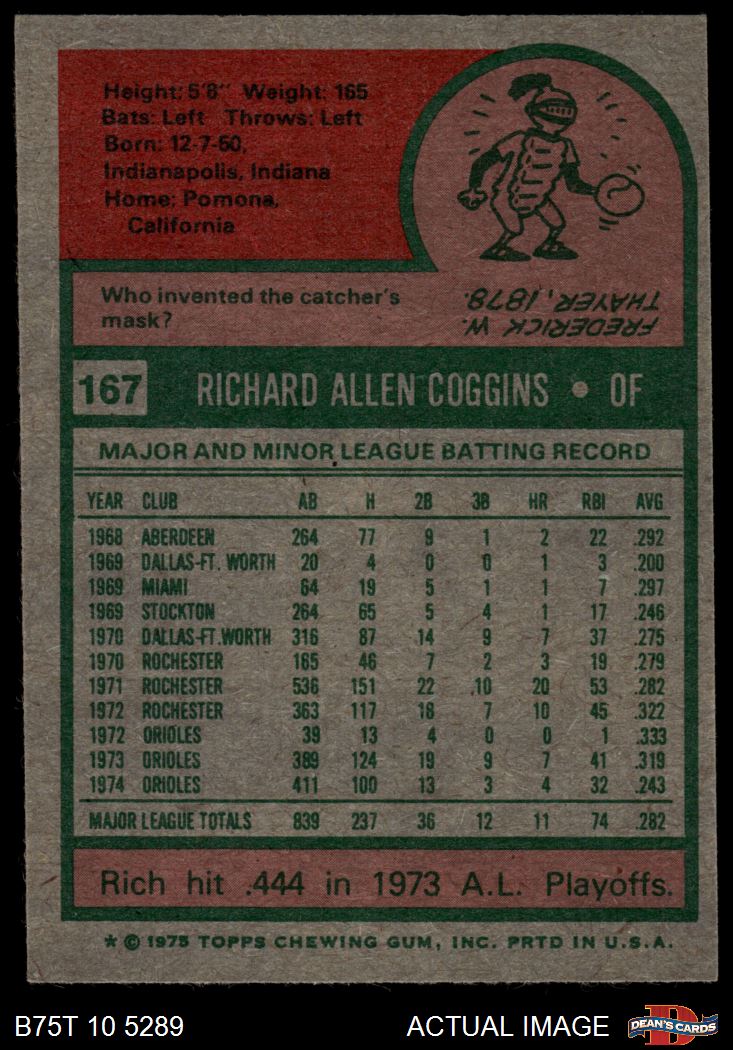 Height: 5'8" Weight: 165
Bats: Left Throws: Left
Born: 12-7-50,
Indianapolis, Indiana
Home: Pomona,
California
Who invented the catcher's
mask?
FREDERICK W.
THAYER, 1878.
167 RICHARD ALLEN COGGINS • OF
MAJOR AND MINOR LEAGUE BATTING RECORD
YEAR CLUB AB H 2B 3B HR RBI AVG
1968 ABERDEEN 264 77 9 1 2 22 .292
1969 DALLAS-FT. WORTH 20 4 0 0 1 3 .200
1969 MIAMI 64 19 5 1 1 7 .297
1969 STOCKTON 264 65 5 4 1 17 .246
1970 DALLAS-FT.WORTH 316 87 14 9 7 37 .275
1970 ROCHESTER 165 46 7 2 3 19 .279
1971 ROCHESTER 536 151 22 10 20 53 .282
1972 ROCHESTER 363 117 18 7 10 45 .322
1972 ORIOLES 39 13 4 0 0 1 .333
1973 ORIOLES 389 124 19 9 7 41 .319
1974 ORIOLES 411 100 13 3 4 32 .243
MAJOR LEAGUE TOTALS 839 237 36 12 11 74 .282
Rich hit .444 in 1973 A.L. Playoffs.
* © 1975 TOPPS CHEWING GUM, INC. PRTD IN U.S.A.
B75T 10 5289 ACTUAL IMAGE DEAN'S CARDS